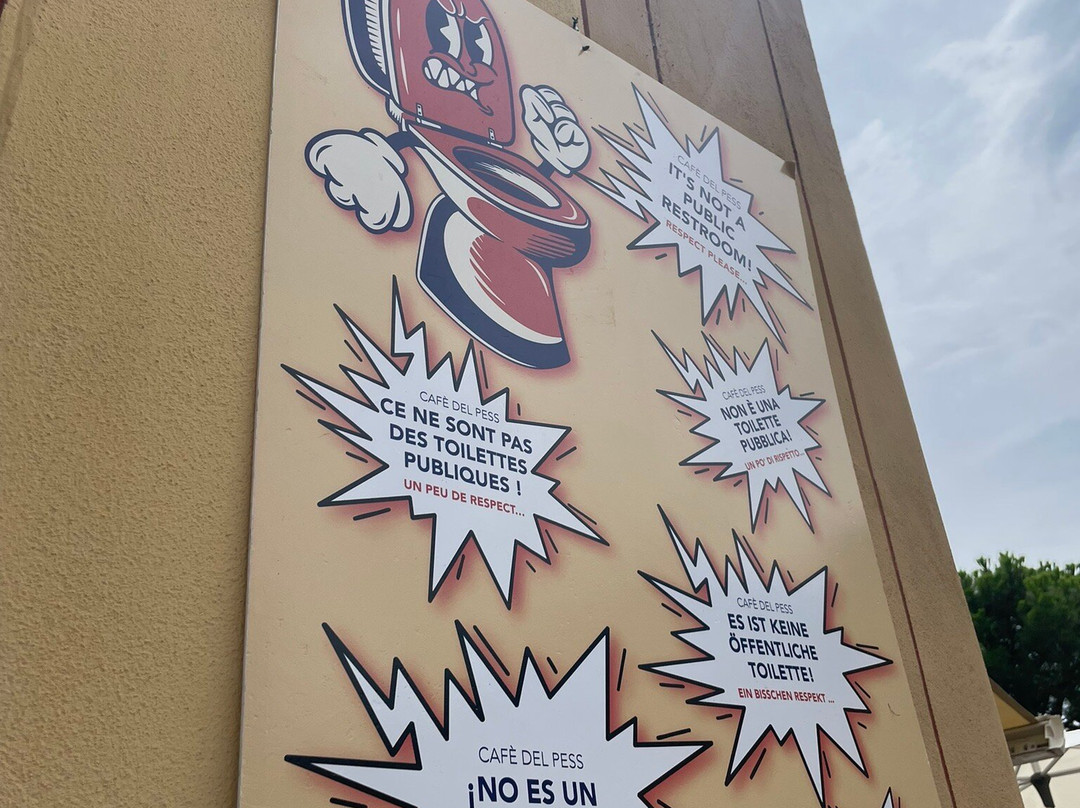 CAFÈ DEL PESS
IT'S NOT A
PUBLIC
RESTROOM!
RESPECT PLEASE...
CAFÈ DEL PESS
CE NE SONT PAS
DES TOILETTES
PUBLIQUES !
UN PEU DE RESPECT...
CAFÈ DEL PESS
NON È UNA
TOILETTE
PUBBLICA!
UN PO' DI RISPETTO...
CAFÈ DEL PESS
ES IST KEINE
ÖFFENTLICHE
TOILETTE!
EIN BISSCHEN RESPEKT ...
CAFÈ DEL PESS
¡NO ES UN